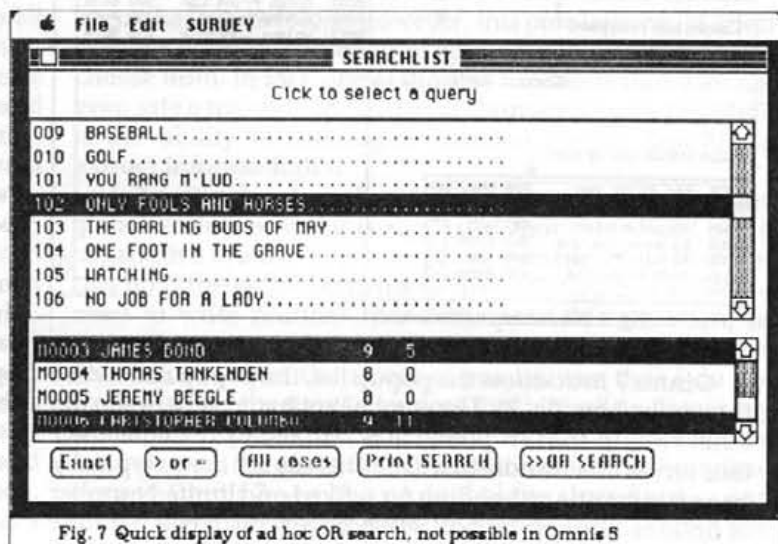 File Edit SURVEY
SEARCHLIST
Cick to select a query
009 BASEBALL..........................................
010 GOLF..............................................
101 YOU RANG M'LUD....................................
102 ONLY FOOLS AND HORSES.............................
103 THE DARLING BUDS OF MAY...........................
104 ONE FOOT IN THE GRAVE.............................
105 WATCHING..........................................
106 NO JOB FOR A LADY.................................
M0003 JAMES BOND 9 5
M0004 THOMAS TANKENDEN 8 0
M0005 JEREMY BEEGLE 8 0
M0006 CHRISTOPHER COLUMBO 9 11
Exact > or = All cases Print SEARCH >>OR SEARCH
Fig. 7 Quick display of ad hoc OR search, not possible in Omnis 5